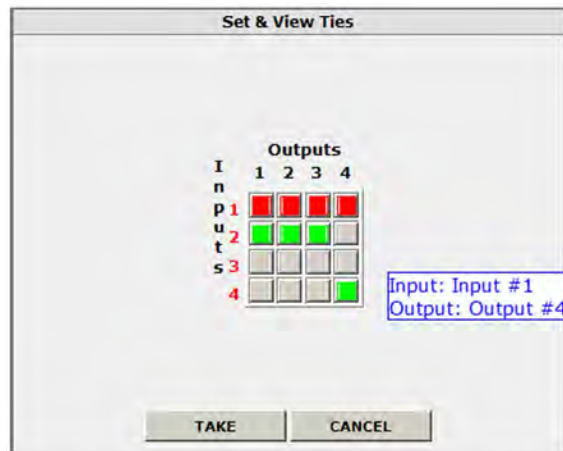 Set & View Ties
Outputs
1 2 3 4
Inputs
1
2
3
4
Input: Input #1
Output: Output #4
TAKE
CANCEL